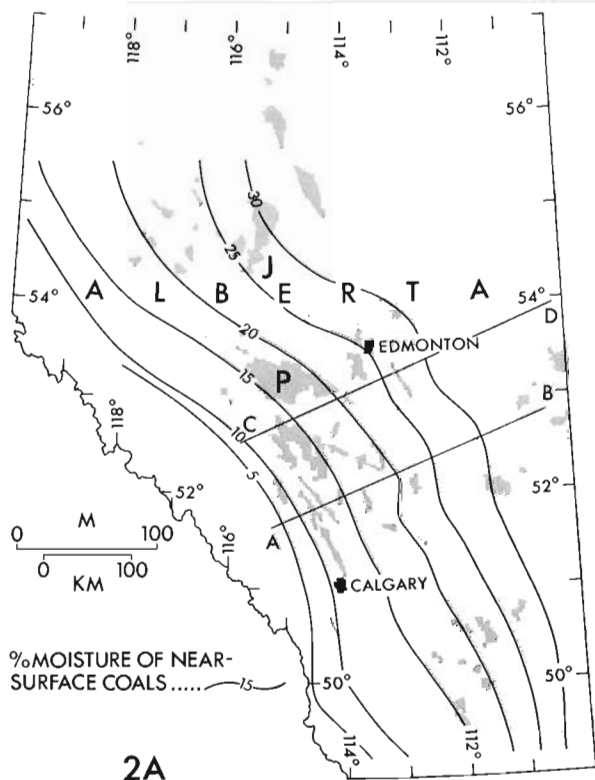 118°
116°
114°
112°
56°
30
25
J
A L B E R T A
54°
54°
D
20
EDMONTON
15
P
B
C
10
5
118°
52°
52°
M
0 100
0 100
KM
A
116°
CALGARY
%MOISTURE OF NEAR-
SURFACE COALS ..... 15
50°
50°
114°
112°
2A